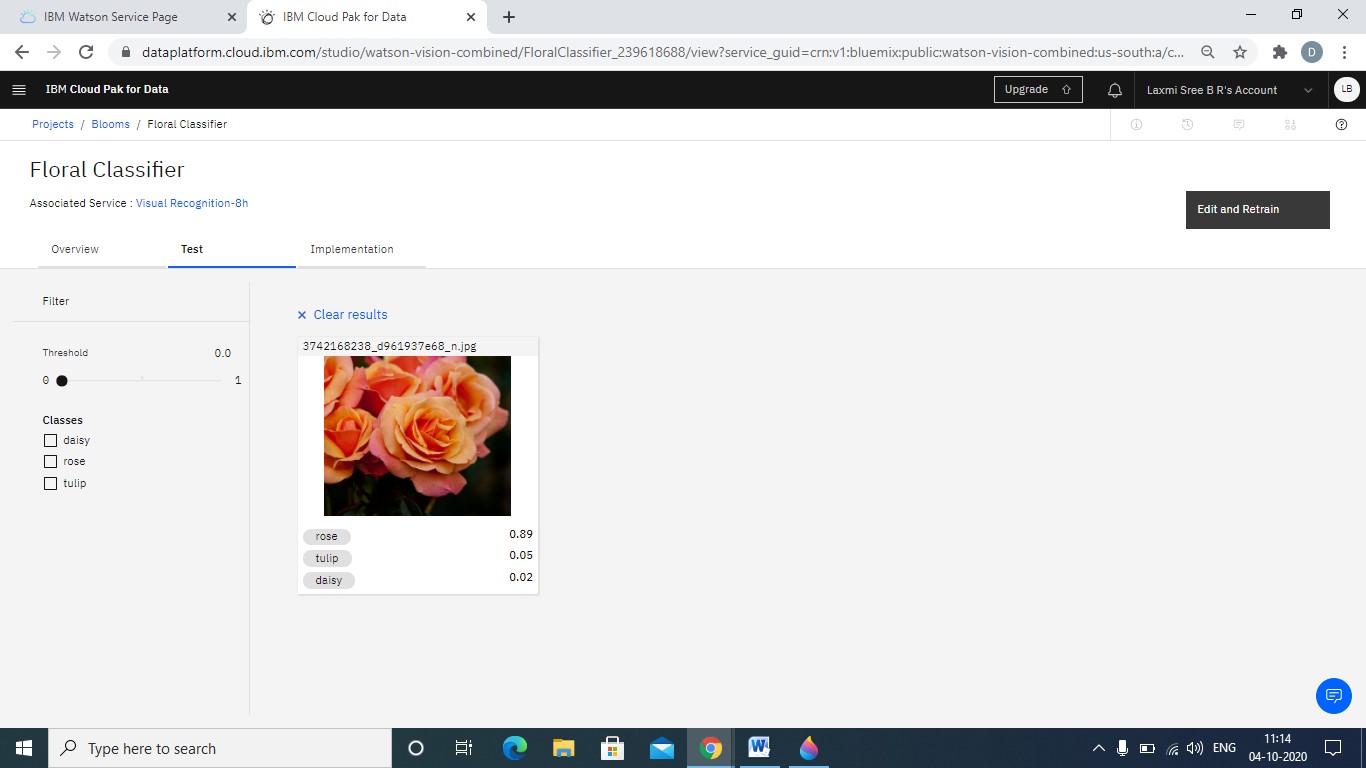 IBM Watson Service Page
IBM Cloud Pak for Data
dataplatform.cloud.ibm.com/studio/watson-vision-combined/FloralClassifier_239618688/view?service_guid=crn:v1:bluemix:public:watson-vision-combined:us-south:a/c...
D
IBM Cloud Pak for Data
Upgrade
Laxmi Sree B R's Account
LB
Projects / Blooms / Floral Classifier
Floral Classifier
Associated Service : Visual Recognition-8h
Edit and Retrain
Overview
Test
Implementation
Filter
Threshold 0.0
0 1
Classes
daisy
rose
tulip
× Clear results
3742168238_d961937e68_n.jpg
rose 0.89
tulip 0.05
daisy 0.02
Type here to search
ENG
11:14
04-10-2020